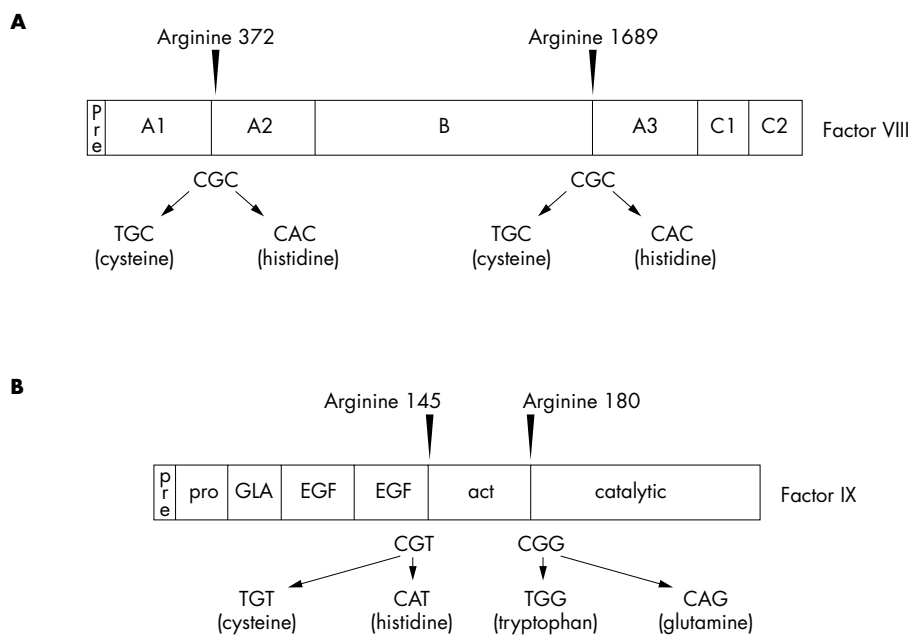 A
Arginine 372 Arginine 1689
Pre A1 A2 B A3 C1 C2 Factor VIII
CGC CGC
TGC CAC TGC CAC
(cysteine) (histidine) (cysteine) (histidine)
B
Arginine 145 Arginine 180
pre pro GLA EGF EGF act catalytic Factor IX
CGT CGG
TGT CAT TGG CAG
(cysteine) (histidine) (tryptophan) (glutamine)